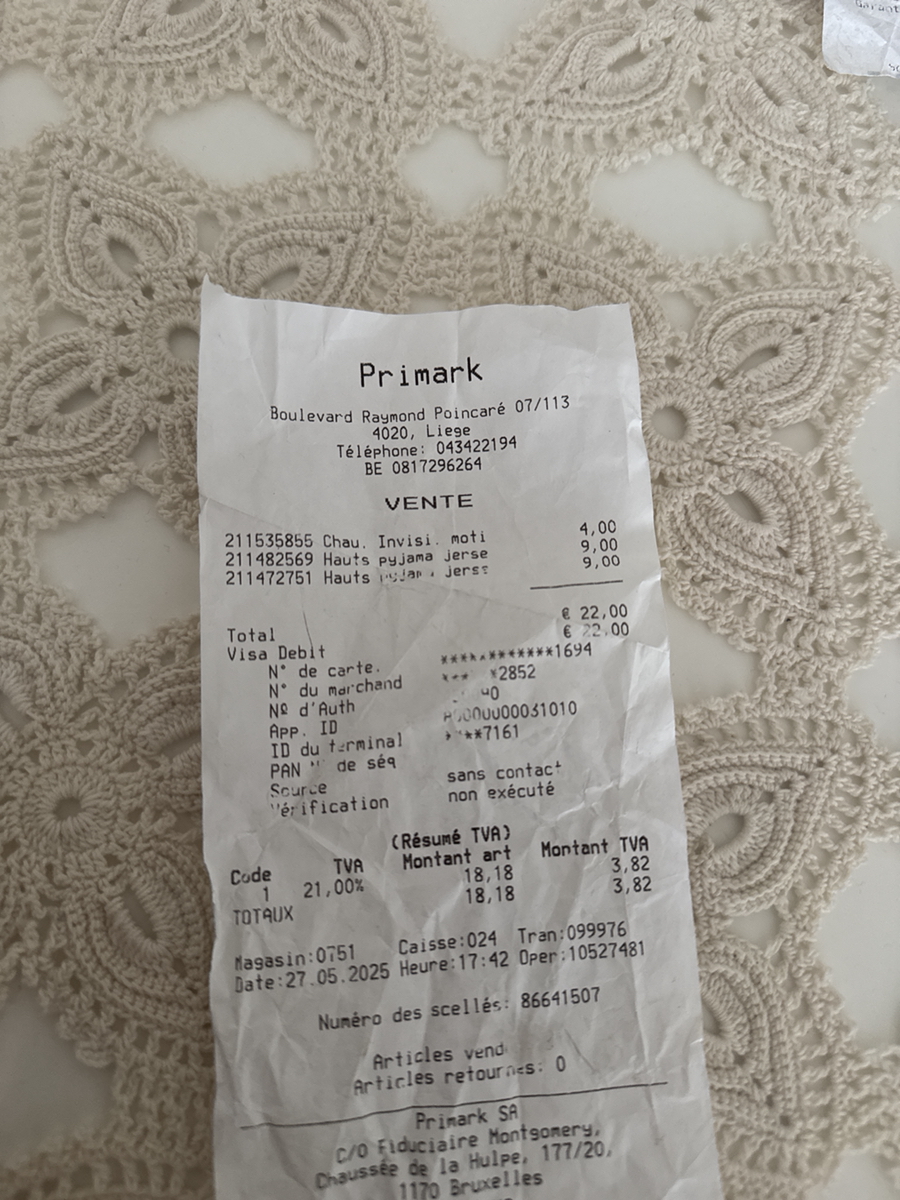 Garant
Primark
Boulevard Raymond Poincaré 07/113
4020, Liege
Téléphone: 043422194
BE 0817296264
VENTE
211535855 Chau. Invisi. moti 4,00
211482569 Hauts pyjama jerse 9,00
211472751 Hauts jerse 9,00
Total € 22,00
Visa Debit € 22,00
N° de carte. ************1694
N° du marchand *2852
Nº d'Auth 40
App. ID A0000000031010
ID du terminal ****7161
PAN de séq
Source sans contact
Vérification non exécuté
(Résumé TVA)
Code TVA Montant art Montant TVA
1 21,00% 18,18 3,82
TOTAUX 18,18 3,82
Magasin:0751 Caisse:024 Tran:099976
Date:27.05.2025 Heure:17:42 Oper:10527481
Numéro des scellés: 86641507
Articles vend
Articles retournés: 0
Primark SA
C/O Fiduciaire Montgomery,
Chaussée de la Hulpe, 177/20,
1170 Bruxelles